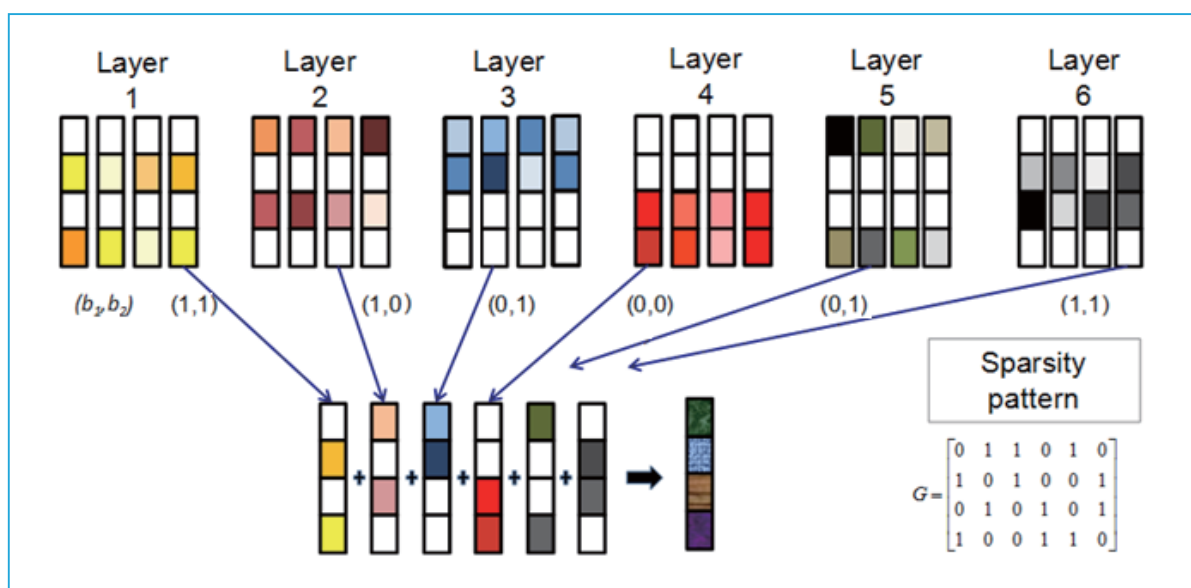 Layer 1
Layer 2
Layer 3
Layer 4
Layer 5
Layer 6
(b₁,b₂) (1,1) (1,0) (0,1) (0,0) (0,1) (1,1)
Sparsity
pattern
+ + + + +
G = [0 1 1 0 1 0
1 0 1 0 0 1
0 1 0 1 0 1
1 0 0 1 1 0]